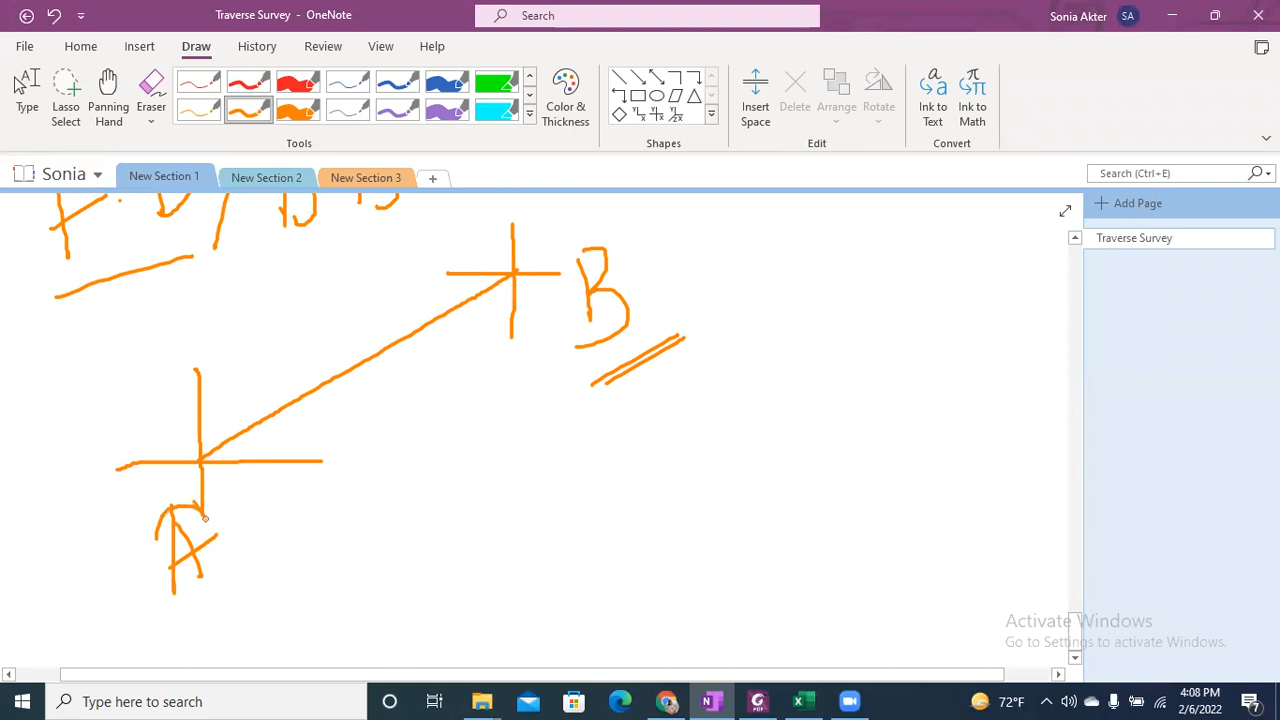 Traverse Survey - OneNote
Search
Sonia Akter SA
File Home Insert Draw History Review View Help
Type
Lasso Select
Panning Hand
Eraser
Color & Thickness
Insert Space
Delete
Arrange
Rotate
Ink to Text
Ink to Math
Tools
Shapes
Edit
Convert
Sonia
New Section 1
New Section 2
New Section 3
Search (Ctrl+E)
Add Page
Traverse Survey
B
A
Activate Windows
Go to Settings to activate Windows.
Type here to search
72°F
4:08 PM
2/6/2022
7